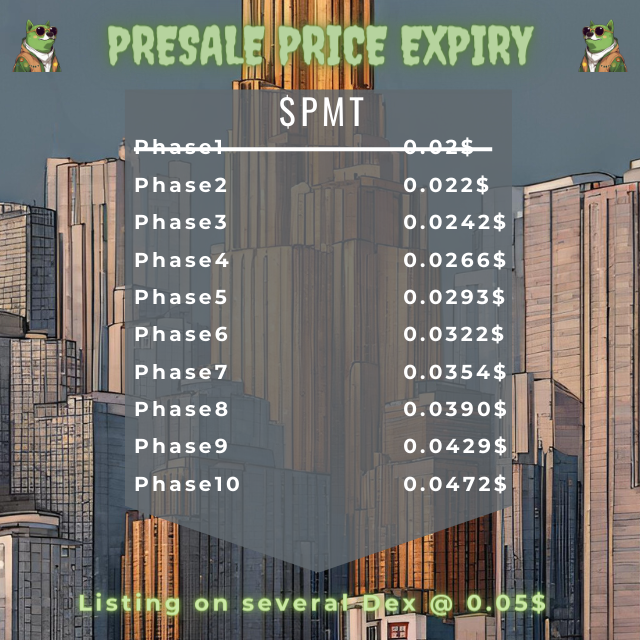 PRESALE PRICE EXPIRY
$PMT
Phase1 0.02$
Phase2 0.022$
Phase3 0.0242$
Phase4 0.0266$
Phase5 0.0293$
Phase6 0.0322$
Phase7 0.0354$
Phase8 0.0390$
Phase9 0.0429$
Phase10 0.0472$
Listing on several Dex @ 0.05$